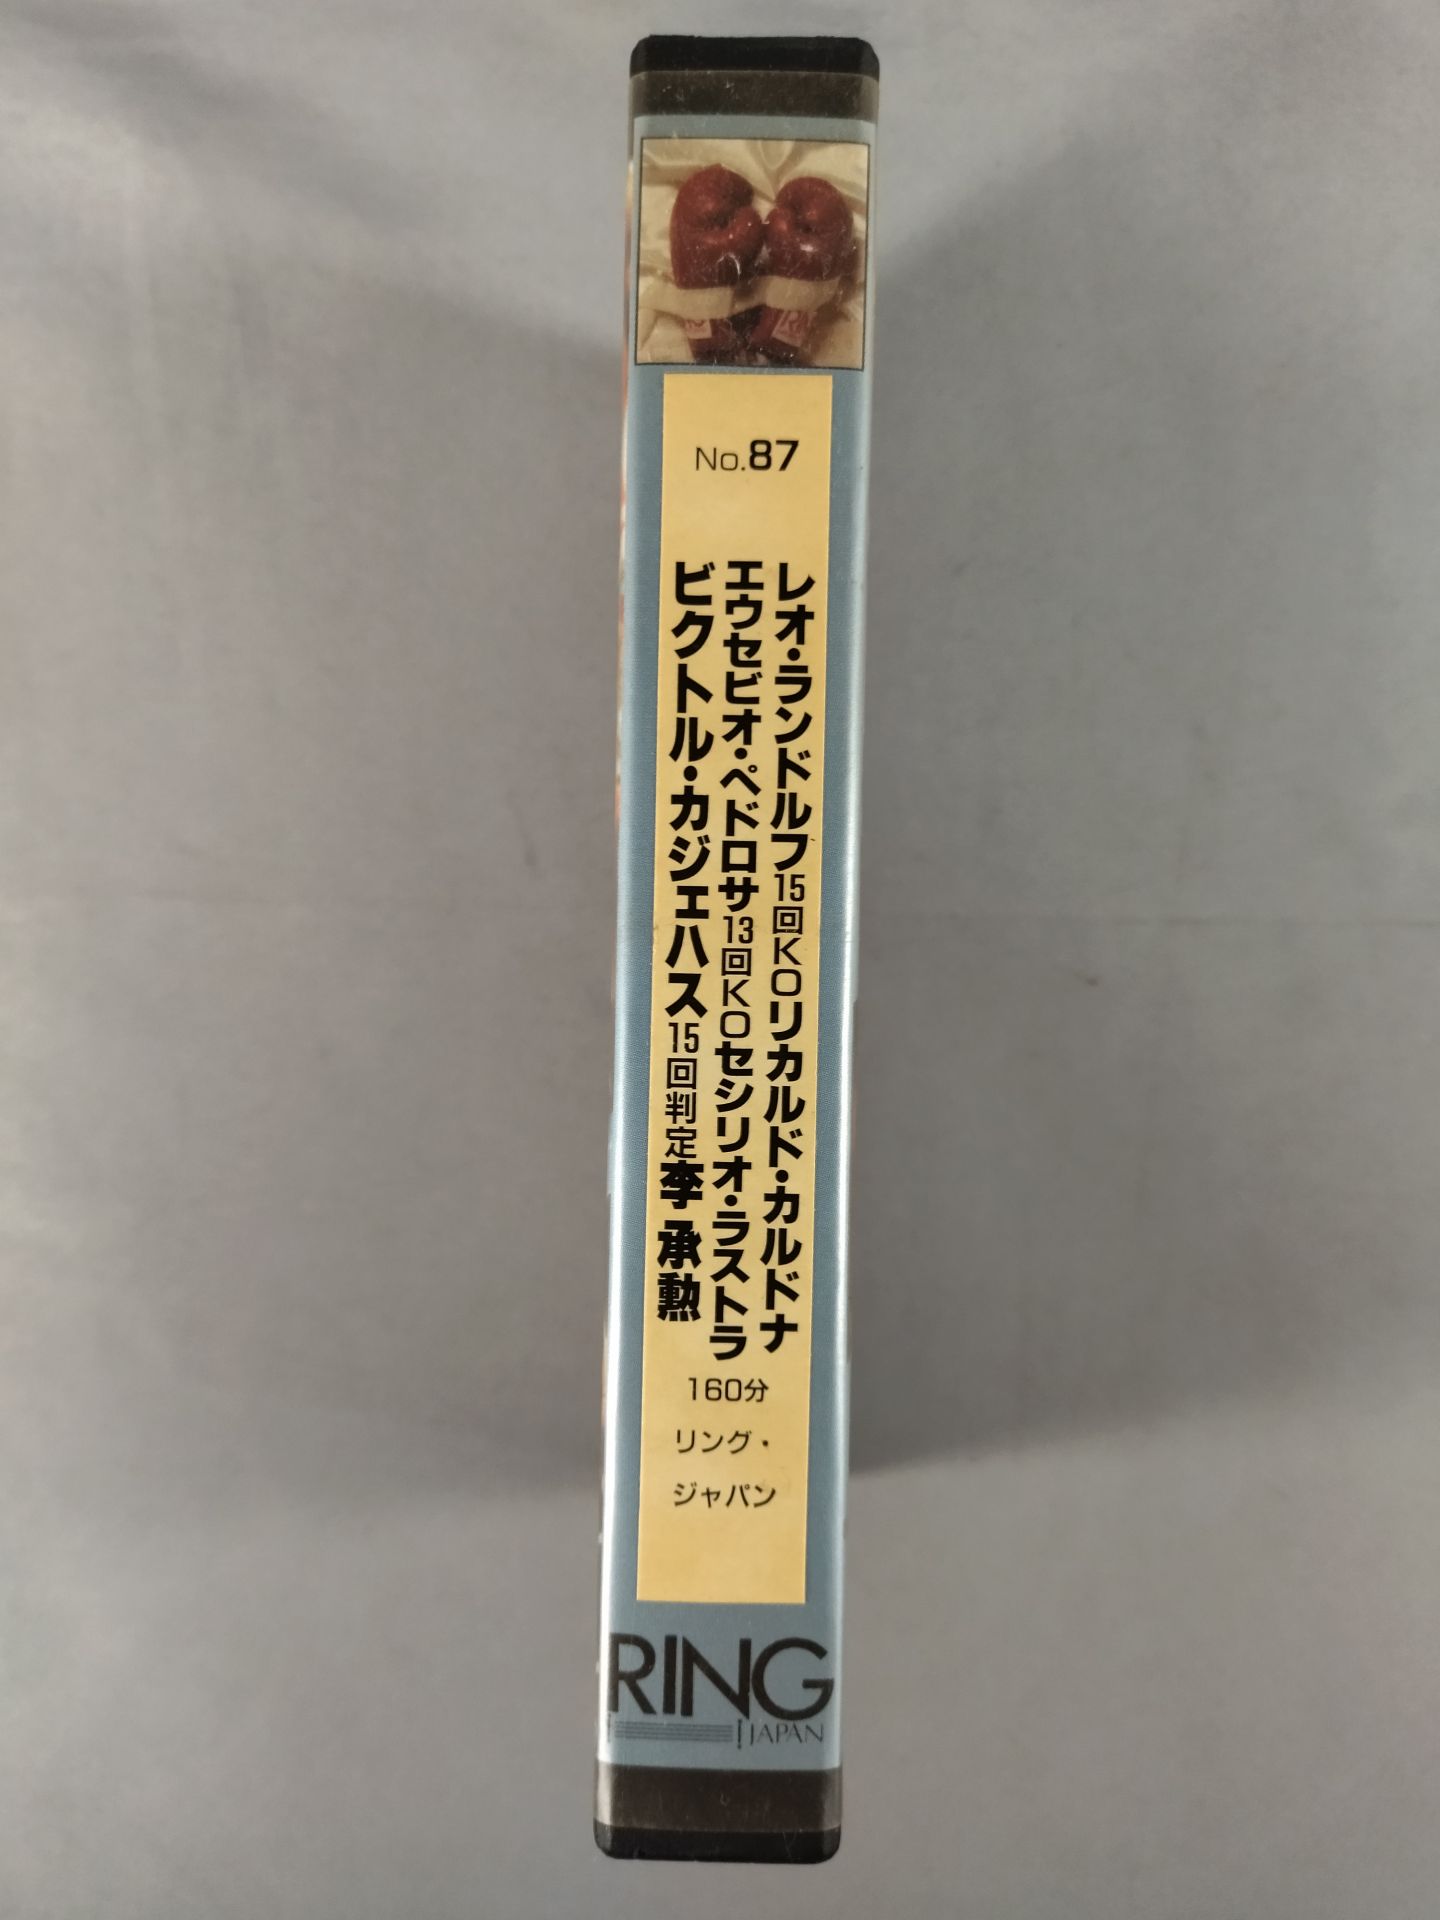 No.87
レオ・ランドルフ15回KOリカルド・カルドナ
エウセビオ・ペドロサ13回KOセシリオ・ラストラ
ビクトル・カジェハス15回判定李 承勲
160分
リング・
ジャパン
RING
JAPAN